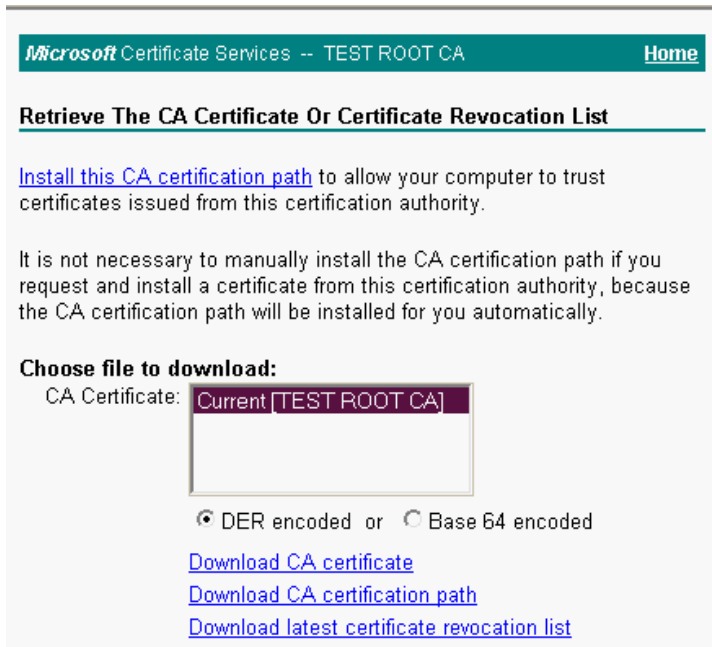 Microsoft Certificate Services -- TEST ROOT CA Home
Retrieve The CA Certificate Or Certificate Revocation List
Install this CA certification path to allow your computer to trust
certificates issued from this certification authority.
It is not necessary to manually install the CA certification path if you
request and install a certificate from this certification authority, because
the CA certification path will be installed for you automatically.
Choose file to download:
CA Certificate: Current [TEST ROOT CA]
DER encoded or Base 64 encoded
Download CA certificate
Download CA certification path
Download latest certificate revocation list